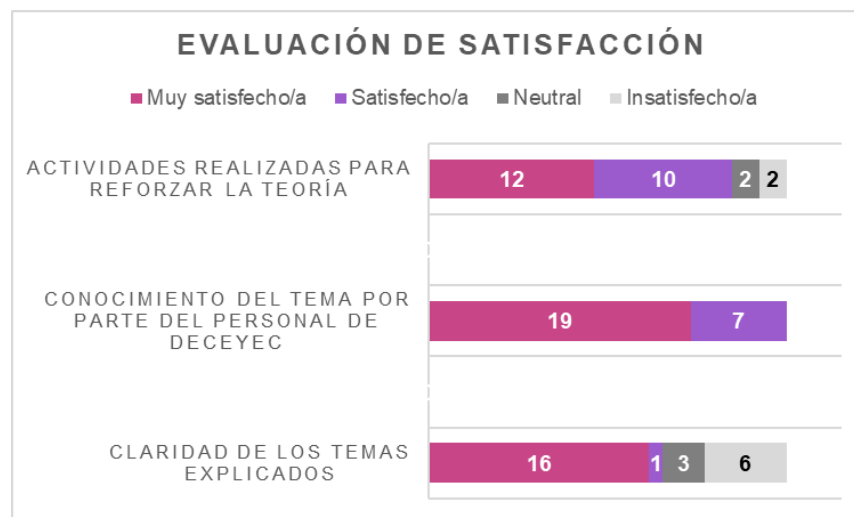 EVALUACIÓN DE SATISFACCIÓN
Muy satisfecho/a Satisfecho/a Neutral Insatisfecho/a
ACTIVIDADES REALIZADAS PARA
REFORZAR LA TEORÍA
12 10 2 2
CONOCIMIENTO DEL TEMA POR
PARTE DEL PERSONAL DE
DECEYEC
19 7
CLARIDAD DE LOS TEMAS
EXPLICADOS
16 1 3 6